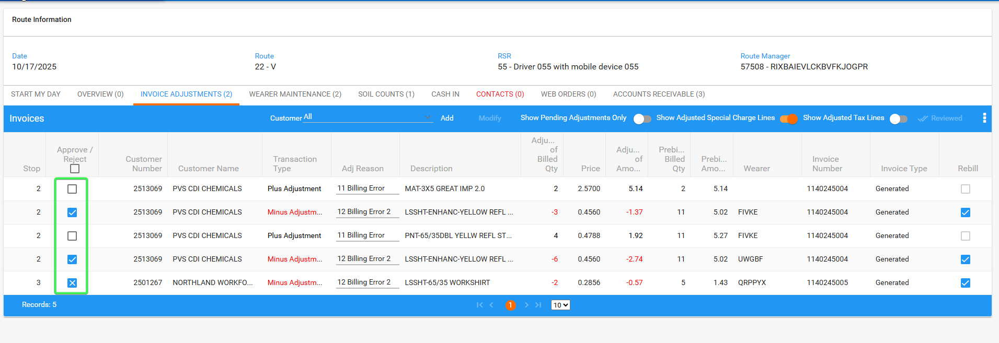 Route Information
Date Route RSR Route Manager
10/17/2025 22 - V 55 - Driver 055 with mobile device 055 57508 - RIXBAIEVLCKBVFKJOGPR
START MY DAY OVERVIEW (0) INVOICE ADJUSTMENTS (2) WEARER MAINTENANCE (2) SOIL COUNTS (1) CASH IN CONTACTS (0) WEB ORDERS (0) ACCOUNTS RECEIVABLE (3)
Invoices Customer All Add Modify Show Pending Adjustments Only Show Adjusted Special Charge Lines Show Adjusted Tax Lines Reviewed
Stop
Approve /
Reject
Customer
Number
Customer Name
Transaction
Type
Adj Reason
Description
Adju...
of
Billed
Qty
Price
Adju...
of
Amo...
Prebi...
Billed
Qty
Prebi...
Amo...
Wearer
Invoice
Number
Invoice Type
Rebill
2 2513069 PVS CDI CHEMICALS Plus Adjustment 11 Billing Error MAT-3X5 GREAT IMP 2.0 2 2.5700 5.14 2 5.14 1140245004 Generated
2 2513069 PVS CDI CHEMICALS Minus Adjustm... 12 Billing Error 2 LSSHT-ENHANC-YELLOW REFL ... -3 0.4560 -1.37 11 5.02 FIVKE 1140245004 Generated
2 2513069 PVS CDI CHEMICALS Plus Adjustment 11 Billing Error PNT-65/35DBL YELLW REFL ST... 4 0.4788 1.92 11 5.27 FIVKE 1140245004 Generated
2 2513069 PVS CDI CHEMICALS Minus Adjustm... 12 Billing Error 2 LSSHT-ENHANC-YELLOW REFL ... -6 0.4560 -2.74 11 5.02 UWGBF 1140245004 Generated
3 2501267 NORTHLAND WORKFO... Minus Adjustm... 12 Billing Error 2 LSSHT-65/35 WORKSHIRT -2 0.2856 -0.57 5 1.43 QRPPYX 1140245005 Generated
Records: 5 1 10